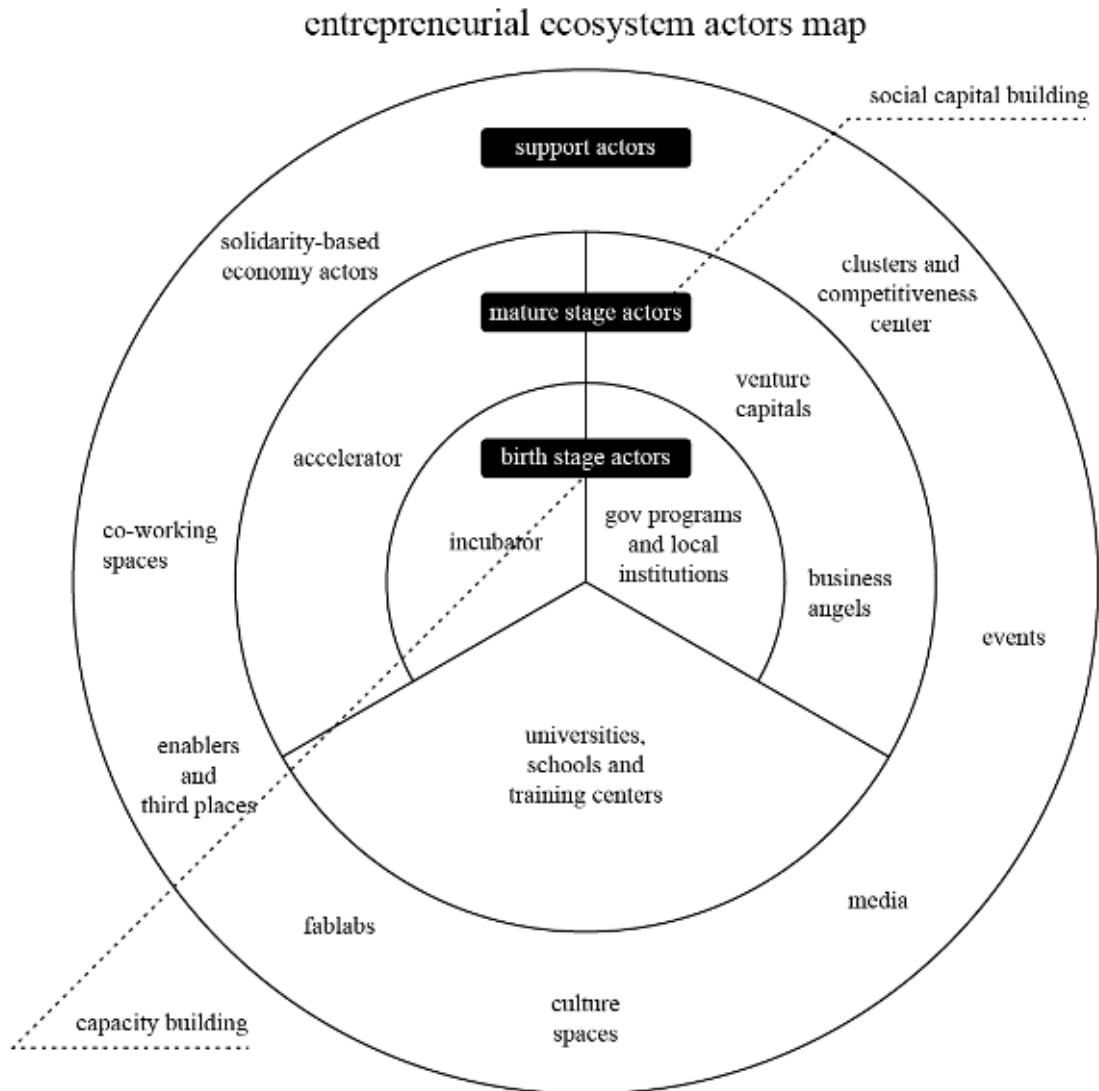 entrepreneurial ecosystem actors map
social capital building
support actors
solidarity-based
economy actors
clusters and
competitiveness
center
mature stage actors
venture
capitals
accelerator
birth stage actors
co-working
spaces
incubator
gov programs
and local
institutions
business
angels
events
enablers
and
third places
universities,
schools and
training centers
fablabs
media
culture
spaces
capacity building